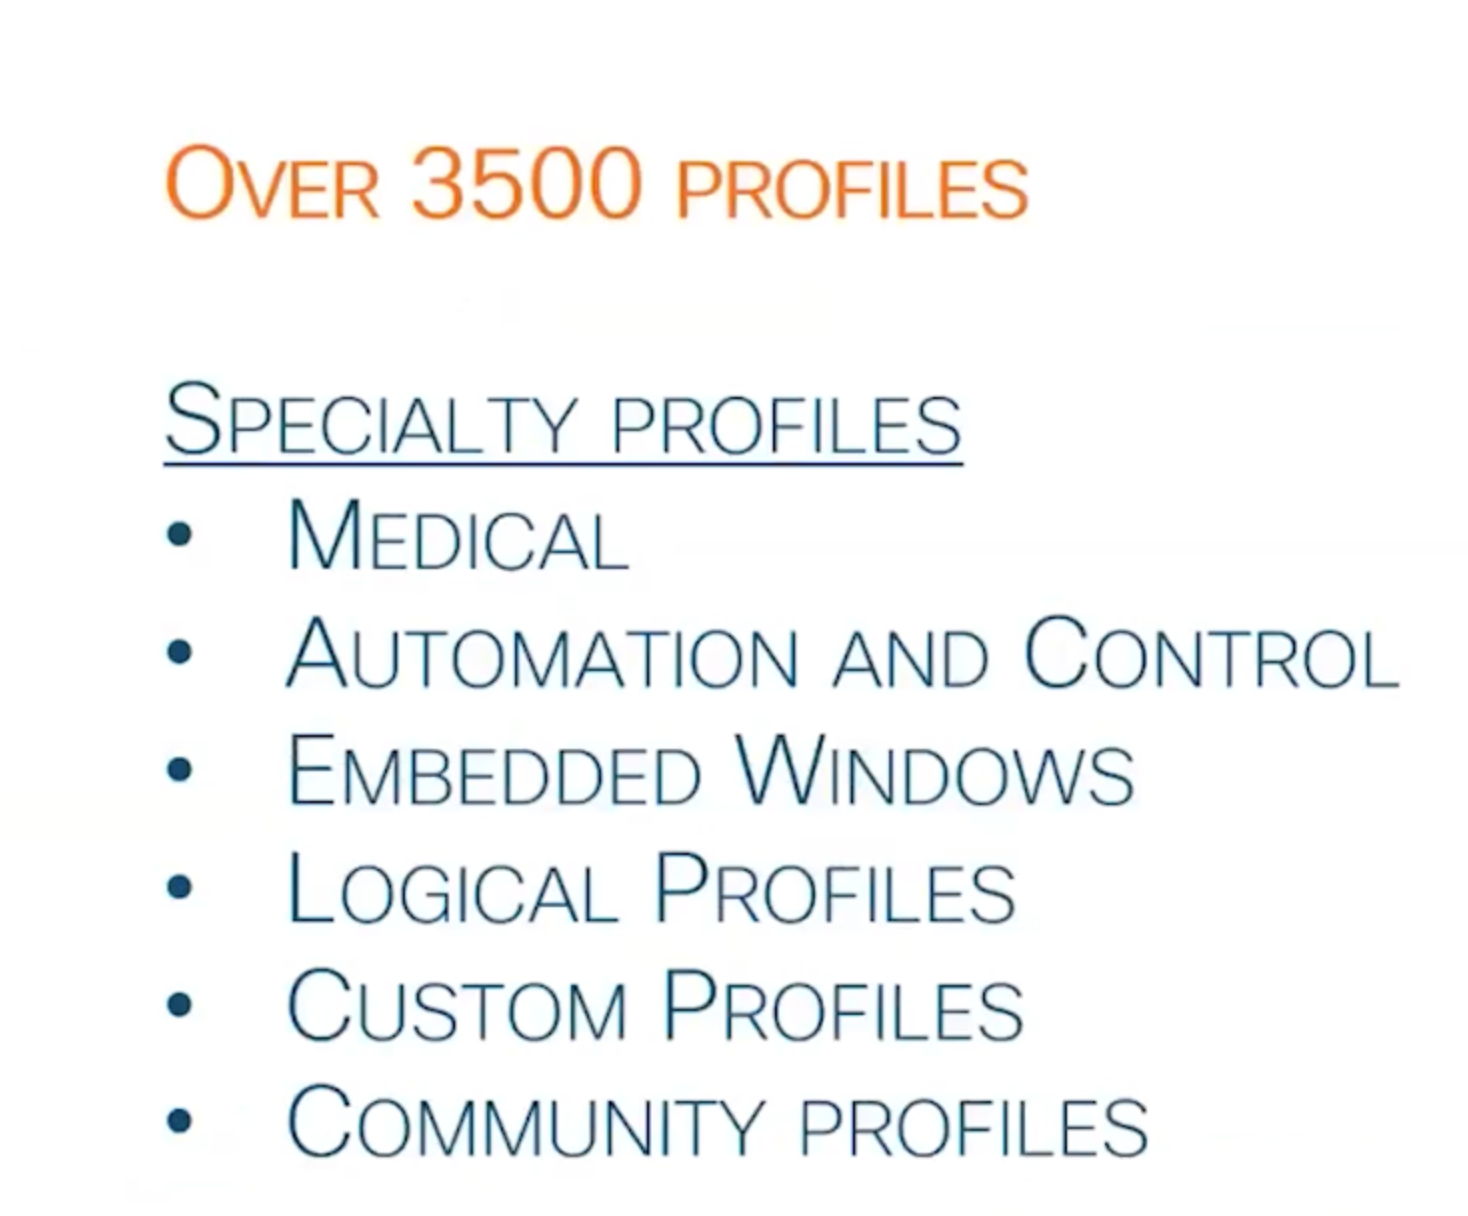 Over 3500 profiles
Specialty profiles
• Medical
• Automation and Control
• Embedded Windows
• Logical Profiles
• Custom Profiles
• Community profiles